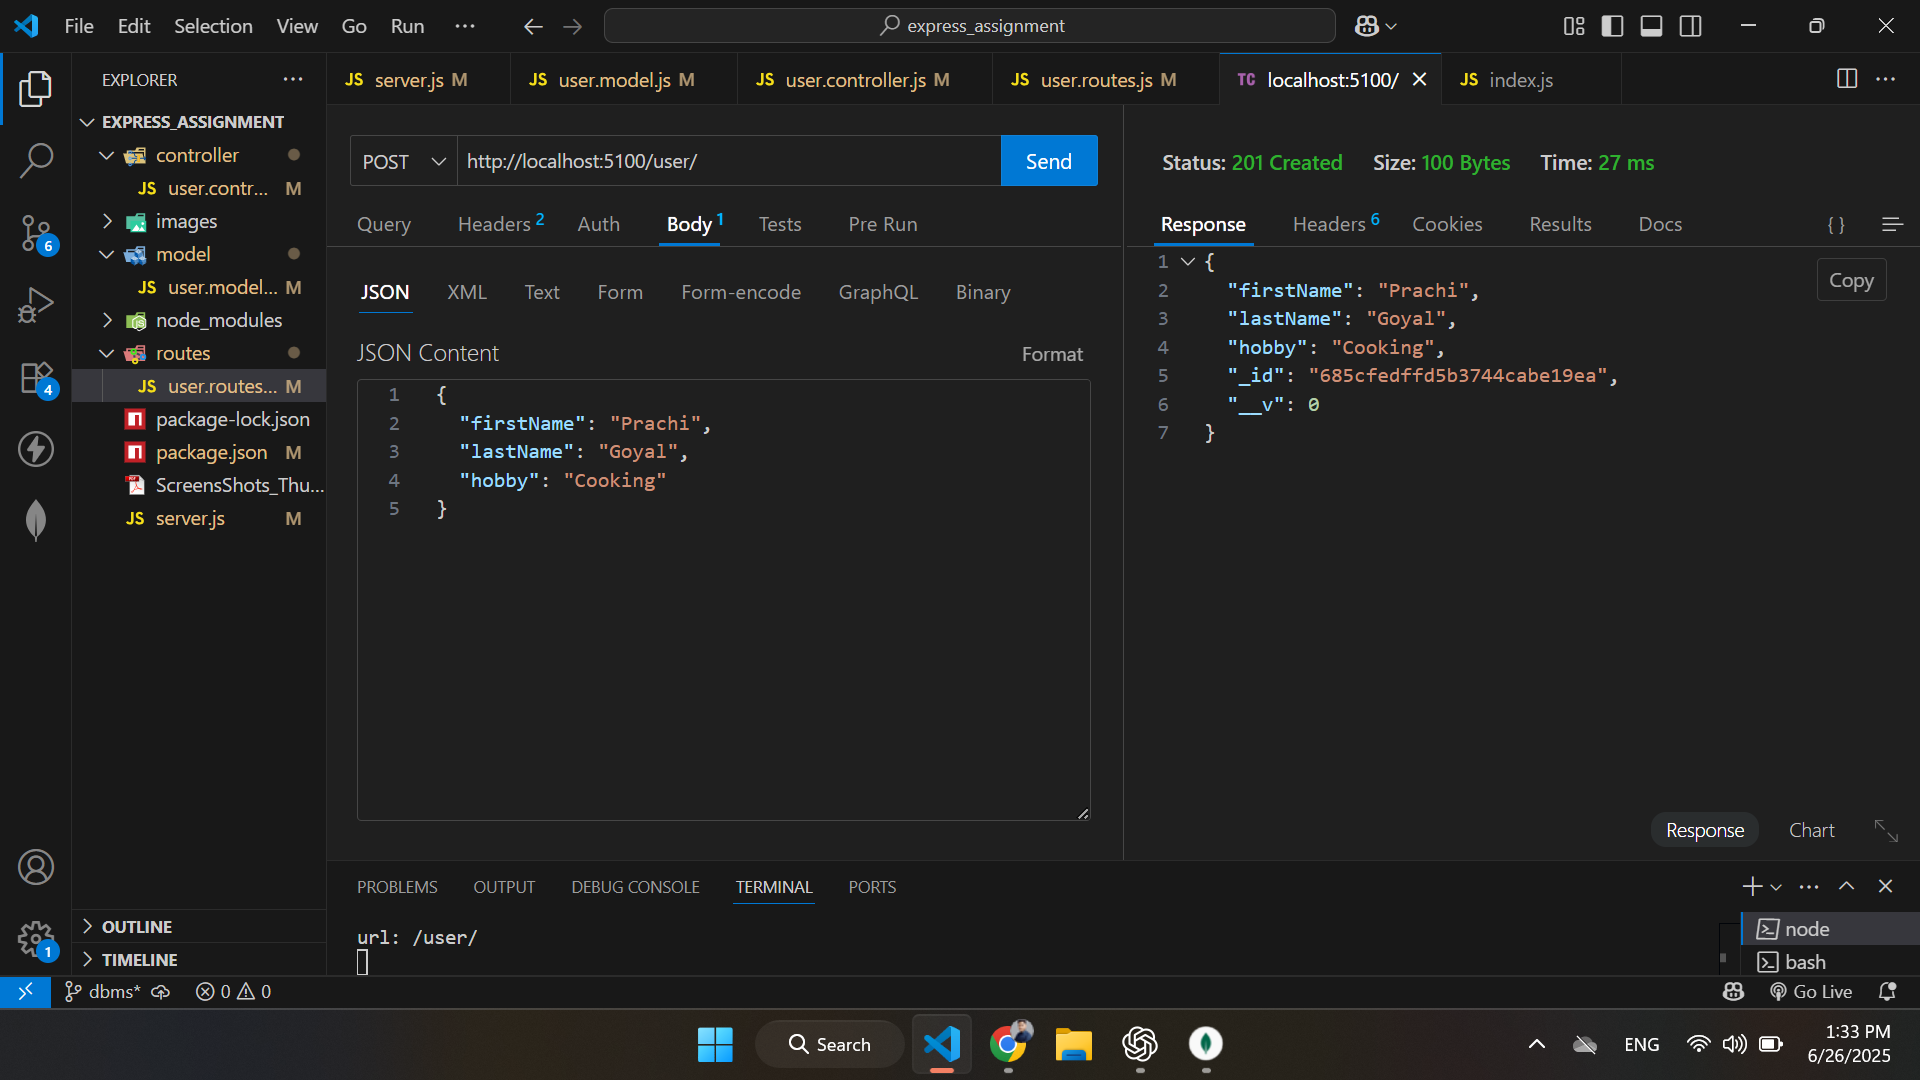 File Edit Selection View Go Run ··· express_assignment
EXPLORER ···
EXPRESS_ASSIGNMENT
controller
JS user.contr... M
images
model
JS user.model... M
node_modules
routes
JS user.routes... M
package-lock.json
package.json M
ScreensShots_Thu...
JS server.js M
OUTLINE
TIMELINE
6
4
1
JS server.js M JS user.model.js M JS user.controller.js M JS user.routes.js M TC localhost:5100/ JS index.js ···
POST http://localhost:5100/user/ Send
Query Headers 2 Auth Body 1 Tests Pre Run
JSON XML Text Form Form-encode GraphQL Binary
JSON Content Format
1 {
2 "firstName": "Prachi",
3 "lastName": "Goyal",
4 "hobby": "Cooking"
5 }
Status: 201 Created Size: 100 Bytes Time: 27 ms
Response Headers 6 Cookies Results Docs { }
Copy
1 {
2 "firstName": "Prachi",
3 "lastName": "Goyal",
4 "hobby": "Cooking",
5 "_id": "685cfedffd5b3744cabe19ea",
6 "__v": 0
7 }
Response Chart
PROBLEMS OUTPUT DEBUG CONSOLE TERMINAL PORTS ···
url: /user/
node
bash
dbms* 0 0 Go Live
Search ENG 1:33 PM
6/26/2025